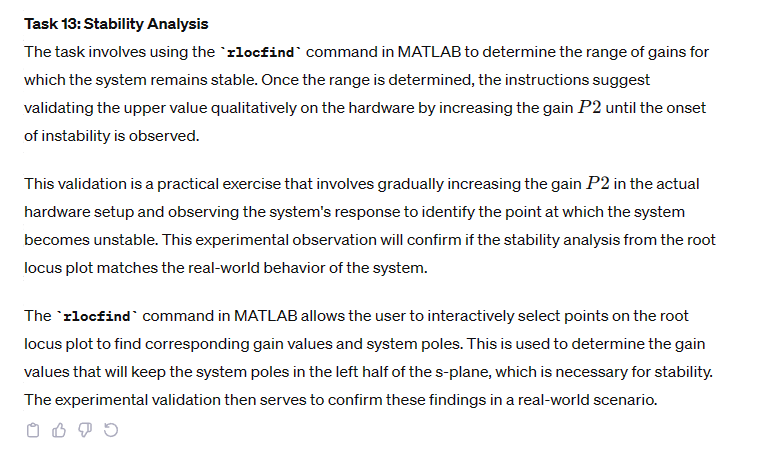 Task 13: Stability Analysis
The task involves using the `rlocfind` command in MATLAB to determine the range of gains for
which the system remains stable. Once the range is determined, the instructions suggest
validating the upper value qualitatively on the hardware by increasing the gain P2 until the onset
of instability is observed.
This validation is a practical exercise that involves gradually increasing the gain P2 in the actual
hardware setup and observing the system's response to identify the point at which the system
becomes unstable. This experimental observation will confirm if the stability analysis from the root
locus plot matches the real-world behavior of the system.
The `rlocfind` command in MATLAB allows the user to interactively select points on the root
locus plot to find corresponding gain values and system poles. This is used to determine the gain
values that will keep the system poles in the left half of the s-plane, which is necessary for stability.
The experimental validation then serves to confirm these findings in a real-world scenario.